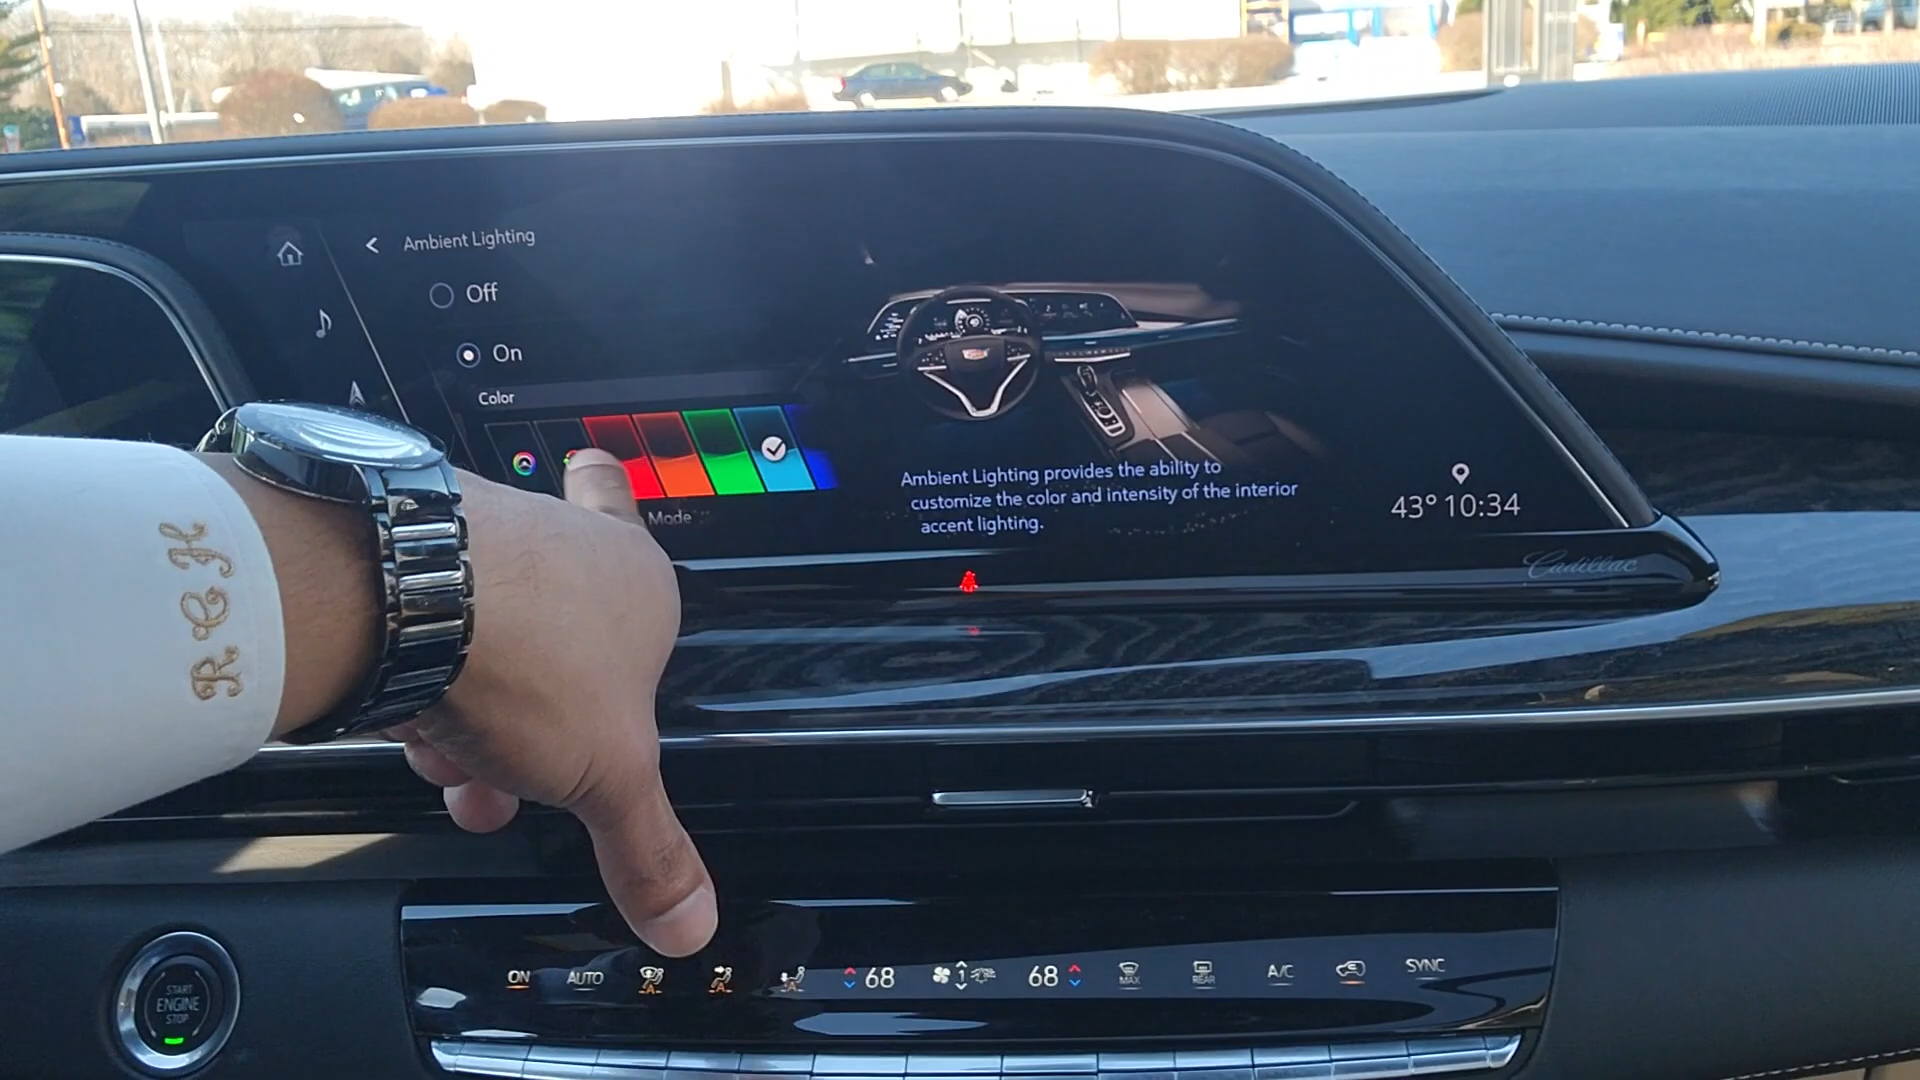 Ambient Lighting
Off
On
Color
Mode
Ambient Lighting provides the ability to
customize the color and intensity of the interior
accent lighting.
43° 10:34
Cadillac
R.C.H
START
ENGINE
STOP
ON
AUTO
68
1
68
MAX
REAR
A/C
SYNC